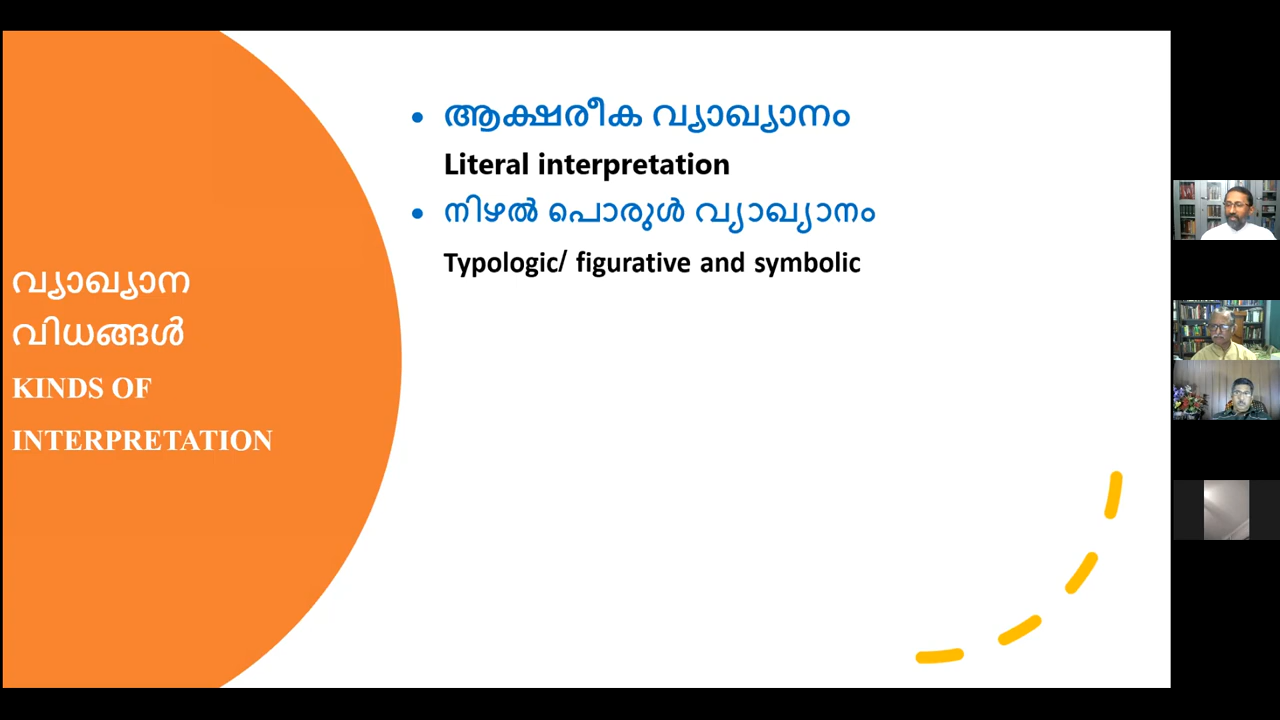 വ്യാഖ്യാന
വിധങ്ങൾ
KINDS OF
INTERPRETATION
• ആക്ഷരീക വ്യാഖ്യാനം
Literal interpretation
• നിഴൽ പൊരുൾ വ്യാഖ്യാനം
Typologic/ figurative and symbolic